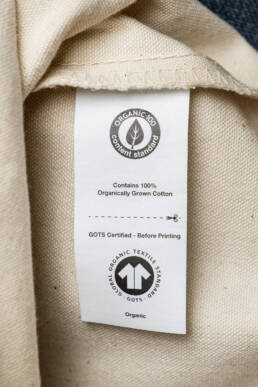 ORGANIC 100
content standard
Contains 100%
Organically Grown Cotton
GOTS Certified - Before Printing
GLOBAL ORGANIC TEXTILE STANDARD
· GOTS ·
Organic